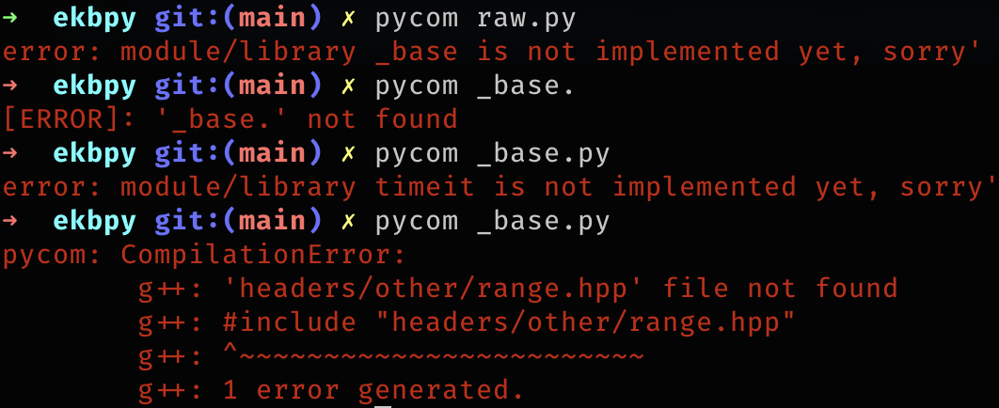 →  ekbpy git:(main) ✗ pycom raw.py
error: module/library _base is not implemented yet, sorry'
→  ekbpy git:(main) ✗ pycom _base.
[ERROR]: '_base.' not found
→  ekbpy git:(main) ✗ pycom _base.py
error: module/library timeit is not implemented yet, sorry'
→  ekbpy git:(main) ✗ pycom _base.py
pycom: CompilationError:
        g++: 'headers/other/range.hpp' file not found
        g++: #include "headers/other/range.hpp"
        g++: ^~~~~~~~~~~~~~~~~~~~~~~~~
        g++: 1 error generated.